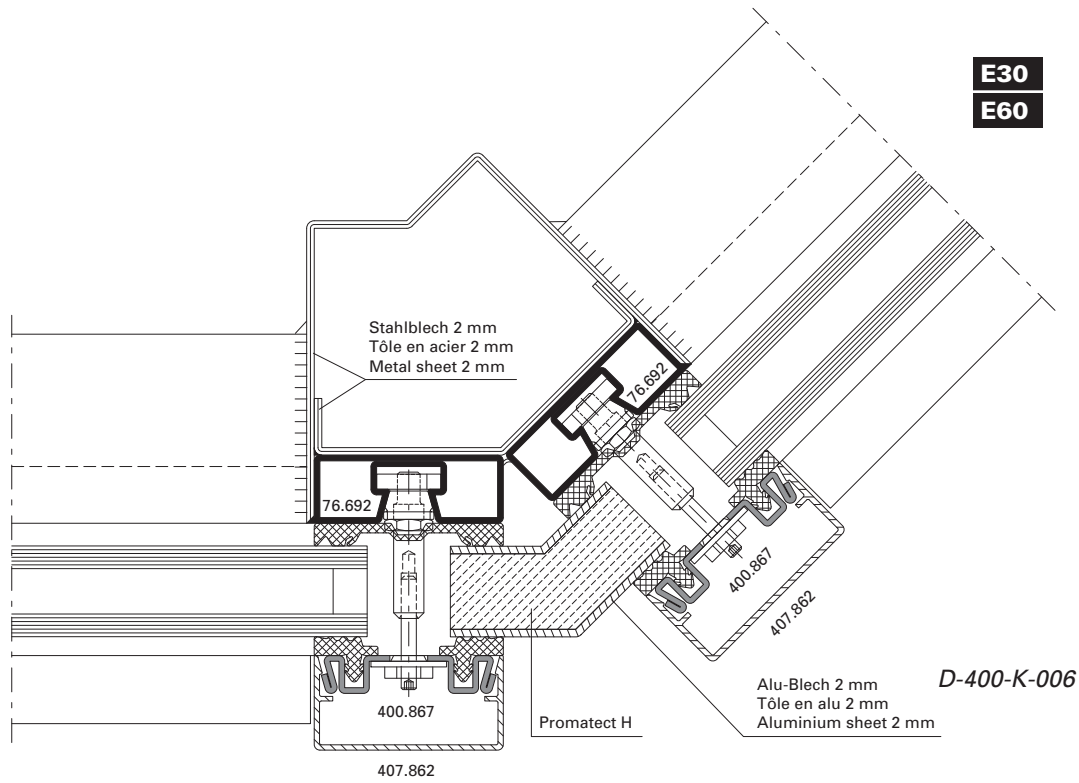 E30
E60
Stahlblech 2 mm
Tôle en acier 2 mm
Metal sheet 2 mm
76.692
76.692
400.867
407.862
400.867
407.862
Promatect H
Alu-Blech 2 mm
Tôle en alu 2 mm
Aluminium sheet 2 mm
D-400-K-006